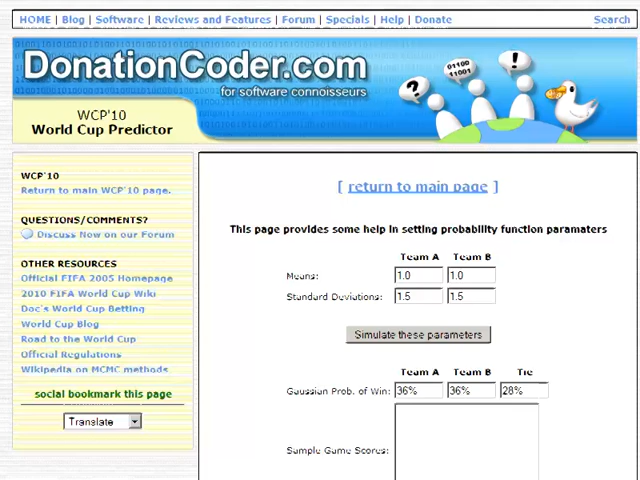 HOME | Blog | Software | Reviews and Features | Forum | Specials | Help | Donate
Search
DonationCoder.com
for software connoisseurs
?
01100
11001
!
WCP'10
World Cup Predictor
WCP'10
Return to main WCP'10 page.
QUESTIONS/COMMENTS?
Discuss Now on our Forum
OTHER RESOURCES
Official FIFA 2005 Homepage
2010 FIFA World Cup Wiki
Doc's World Cup Betting
World Cup Blog
Road to the World Cup
Official Regulations
Wikipedia on MCMC methods
social bookmark this page
Translate
[ return to main page ]
This page provides some help in setting probability function paramaters
Team A Team B
Means: 1.0 1.0
Standard Deviations: 1.5 1.5
Simulate these parameters
Team A Team B Tie
Gaussian Prob. of Win: 36% 36% 28%
Sample Game Scores: